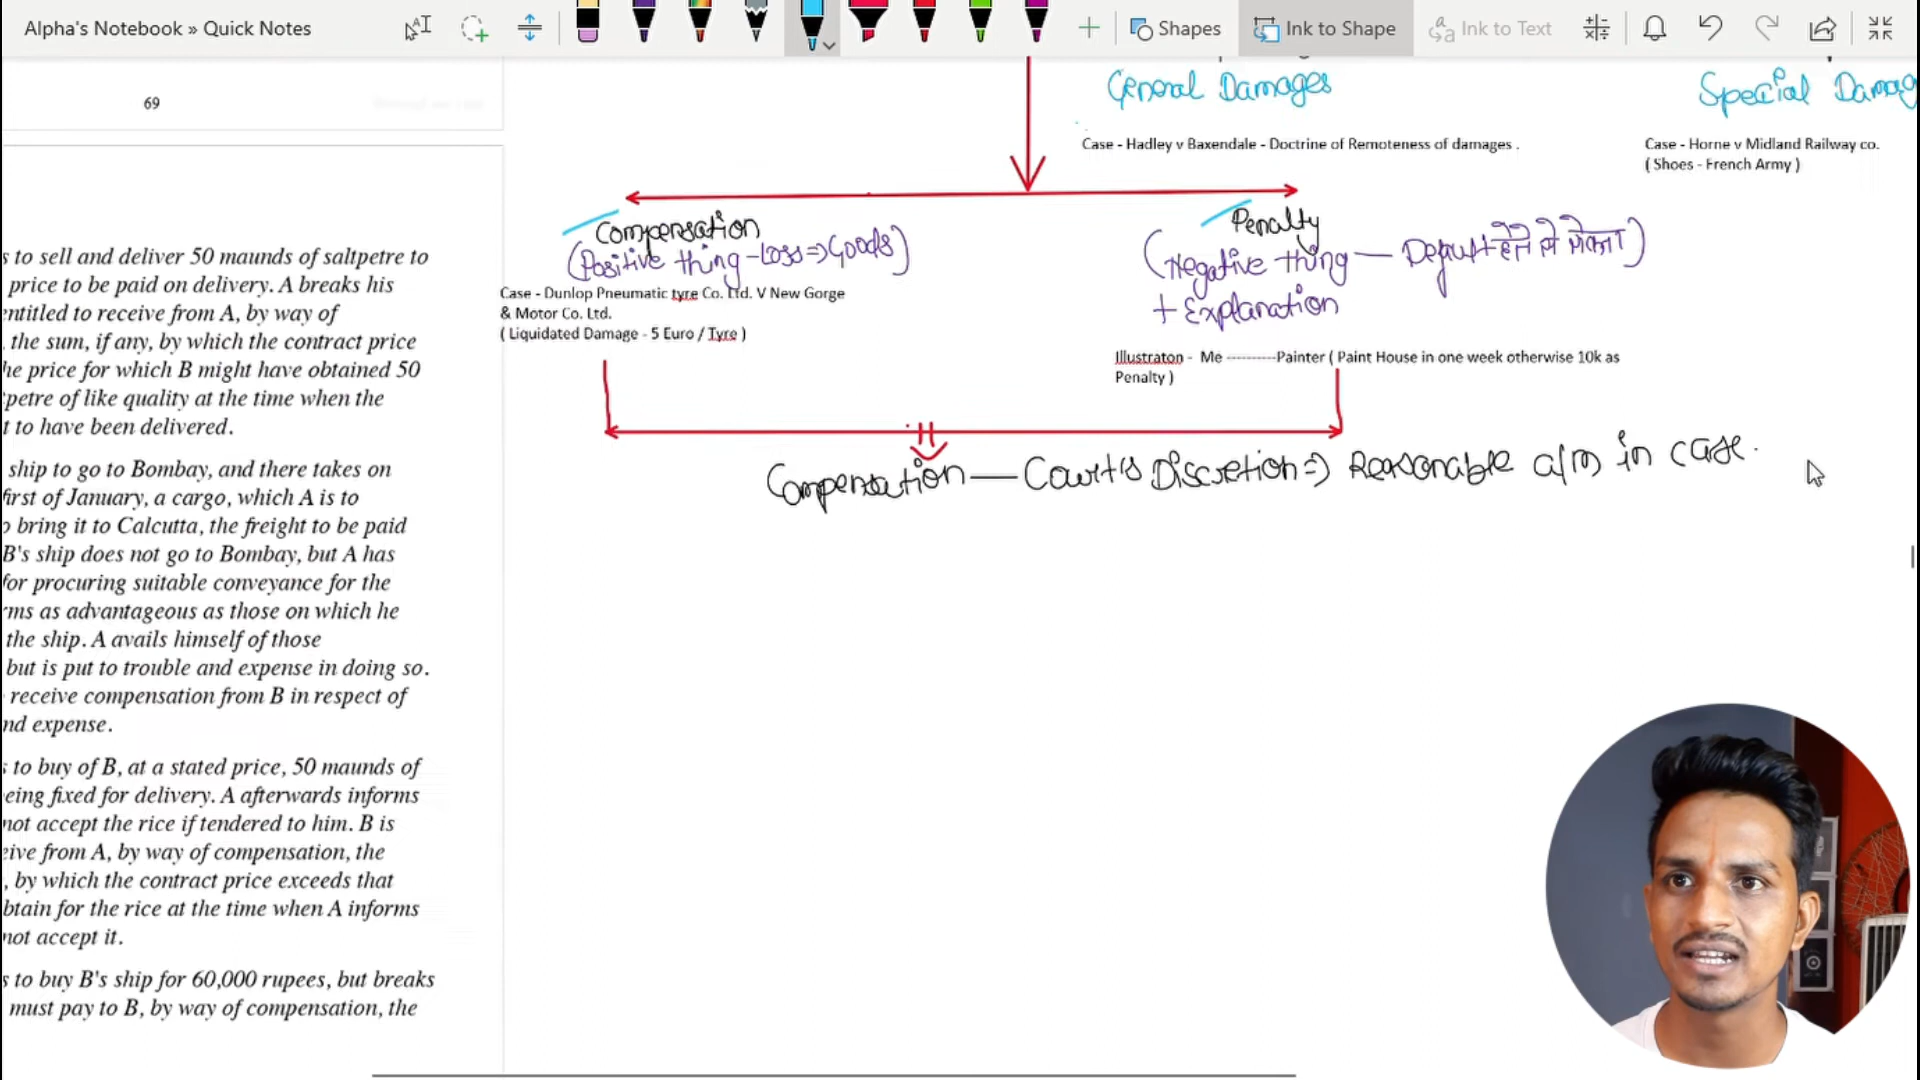 Alpha's Notebook » Quick Notes
Shapes
Ink to Shape
Ink to Text
69
s to sell and deliver 50 maunds of saltpetre to
price to be paid on delivery. A breaks his
entitled to receive from A, by way of
the sum, if any, by which the contract price
he price for which B might have obtained 50
petre of like quality at the time when the
t to have been delivered.
ship to go to Bombay, and there takes on
first of January, a cargo, which A is to
o bring it to Calcutta, the freight to be paid
B's ship does not go to Bombay, but A has
for procuring suitable conveyance for the
rms as advantageous as those on which he
the ship. A avails himself of those
but is put to trouble and expense in doing so.
receive compensation from B in respect of
nd expense.
s to buy of B, at a stated price, 50 maunds of
eing fixed for delivery. A afterwards informs
not accept the rice if tendered to him. B is
eive from A, by way of compensation, the
, by which the contract price exceeds that
btain for the rice at the time when A informs
not accept it.
s to buy B's ship for 60,000 rupees, but breaks
must pay to B, by way of compensation, the
General Damages
Special Damag
Case - Hadley v Baxendale - Doctrine of Remoteness of damages .
Case - Horne v Midland Railway co.
( Shoes - French Army )
Compensation
(Positive thing - Loss => Goods)
Case - Dunlop Pneumatic tyre Co. Ltd. V New Gorge
& Motor Co. Ltd.
( Liquidated Damage - 5 Euro / Tyre )
Penalty
(Negative thing — होने से रोकना)
+ Explanation
Illustraton - Me ----------Painter ( Paint House in one week otherwise 10k as
Penalty )
Compensation — Court's Discretion => Reasonable a/m in case.